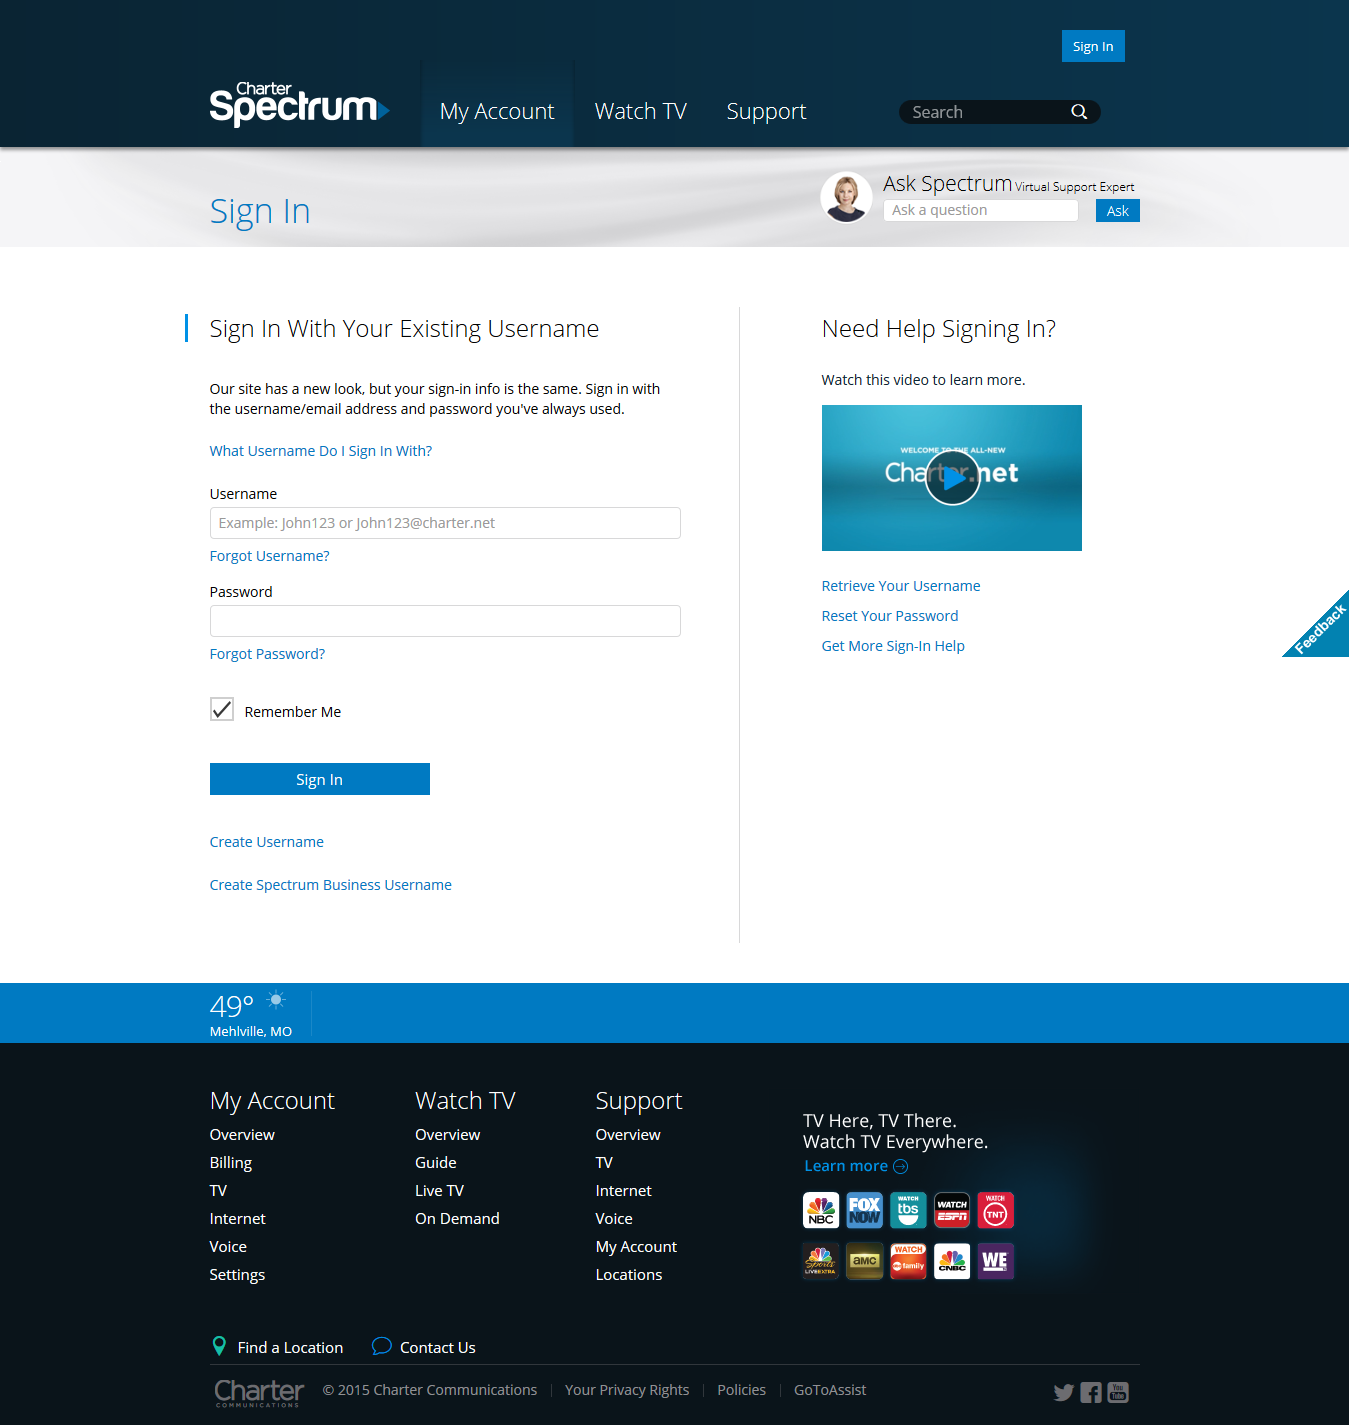 Sign In
Charter
Spectrum
My Account
Watch TV
Support
Search
Sign In
Ask Spectrum Virtual Support Expert
Ask a question
Ask
Sign In With Your Existing Username
Our site has a new look, but your sign-in info is the same. Sign in with
the username/email address and password you've always used.
What Username Do I Sign In With?
Username
Example: John123 or John123@charter.net
Forgot Username?
Password
Forgot Password?
Remember Me
Sign In
Create Username
Create Spectrum Business Username
Need Help Signing In?
Watch this video to learn more.
WELCOME TO THE ALL-NEW
Charter.net
Retrieve Your Username
Reset Your Password
Get More Sign-In Help
Feedback
49°
Mehlville, MO
My Account
Overview
Billing
TV
Internet
Voice
Settings
Watch TV
Overview
Guide
Live TV
On Demand
Support
Overview
TV
Internet
Voice
My Account
Locations
TV Here, TV There.
Watch TV Everywhere.
Learn more
NBC
FOX NOW
WATCH tbs
WATCH ESPN
WATCH TNT
Sports LIVE EXTRA
amc
WATCH abc family
CNBC
WE tv
Find a Location
Contact Us
Charter
COMMUNICATIONS
© 2015 Charter Communications
Your Privacy Rights
Policies
GoToAssist
You Tube